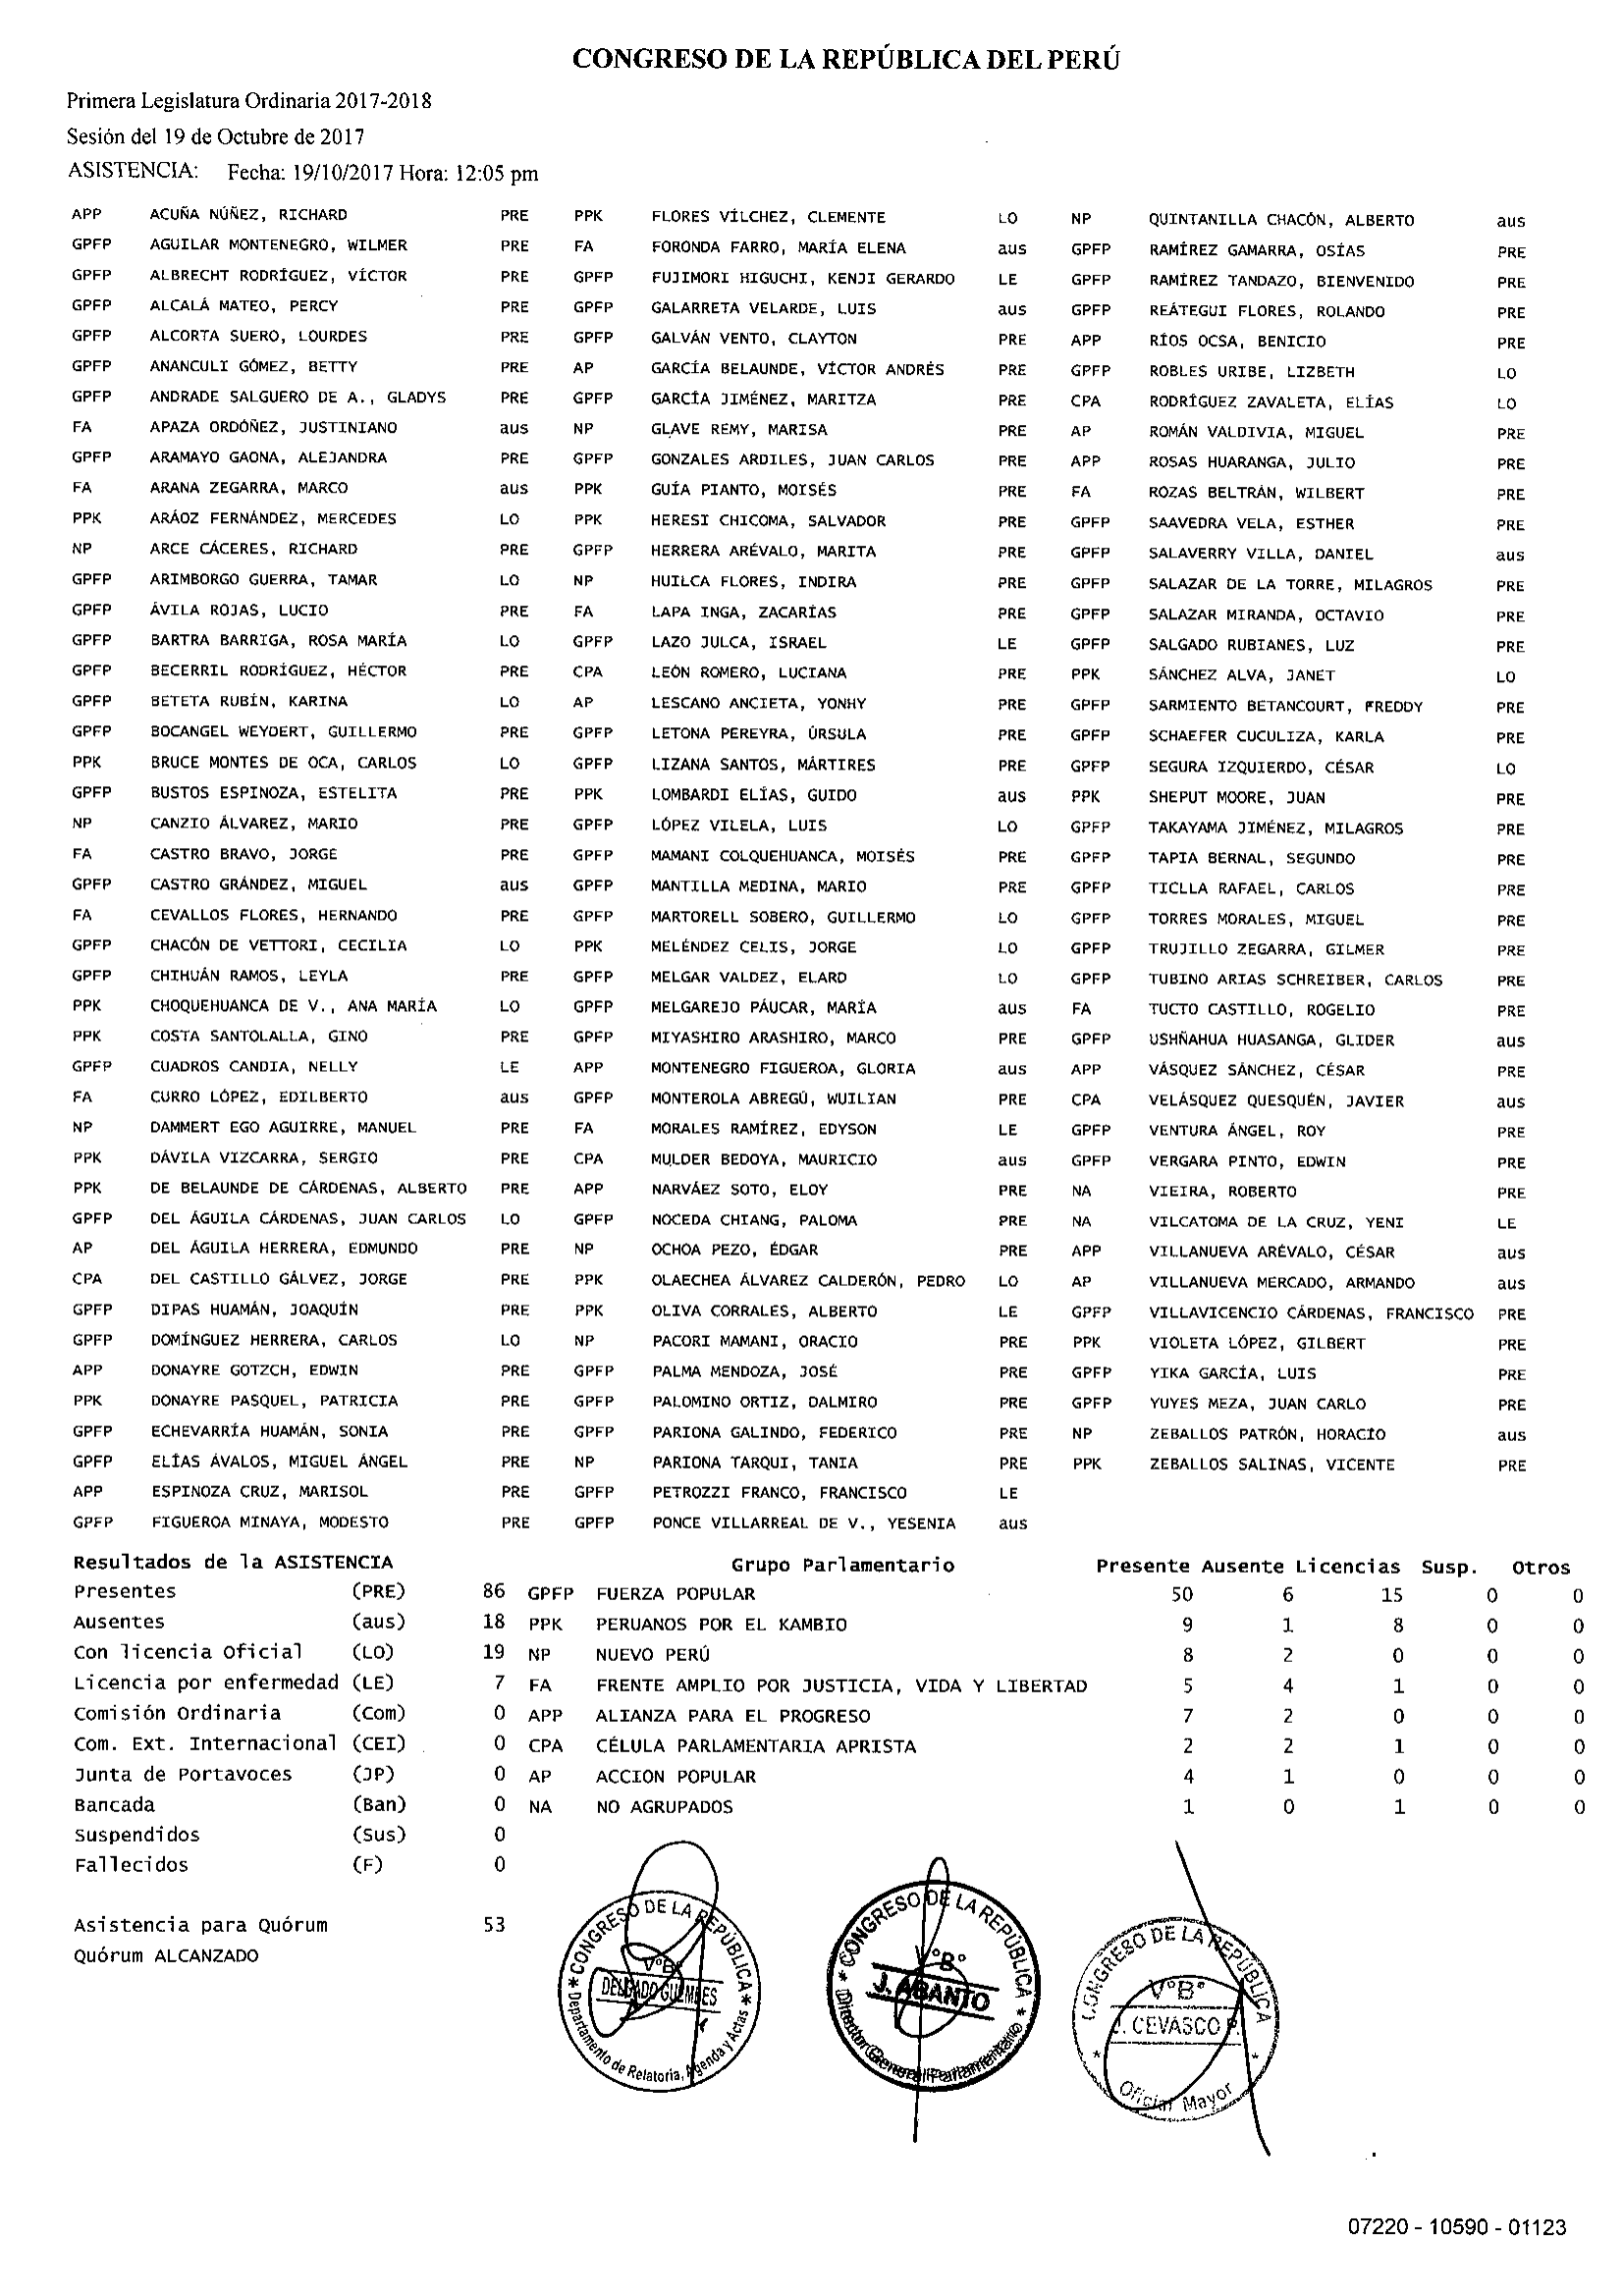 CONGRESO DE LA REPÚBLICA DEL PERÚ
Primera Legislatura Ordinaria 2017-2018
Sesión del 19 de Octubre de 2017
ASISTENCIA: Fecha: 19/10/2017 Hora: 12:05 pm
APP ACUÑA NÚÑEZ, RICHARD PRE PPK FLORES VÍLCHEZ, CLEMENTE LO NP QUINTANILLA CHACÓN, ALBERTO aus
GPFP AGUILAR MONTENEGRO, WILMER PRE FA FORONDA FARRO, MARÍA ELENA aus GPFP RAMÍREZ GAMARRA, OSÍAS PRE
GPFP ALBRECHT RODRÍGUEZ, VÍCTOR PRE GPFP FUJIMORI HIGUCHI, KENJI GERARDO LE GPFP RAMÍREZ TANDAZO, BIENVENIDO PRE
GPFP ALCALÁ MATEO, PERCY PRE GPFP GALARRETA VELARDE, LUIS aus GPFP REÁTEGUI FLORES, ROLANDO PRE
GPFP ALCORTA SUERO, LOURDES PRE GPFP GALVÁN VENTO, CLAYTON PRE APP RÍOS OCSA, BENICIO PRE
GPFP ANANCULI GÓMEZ, BETTY PRE AP GARCÍA BELAUNDE, VÍCTOR ANDRÉS PRE GPFP ROBLES URIBE, LIZBETH LO
GPFP ANDRADE SALGUERO DE A., GLADYS PRE GPFP GARCÍA JIMÉNEZ, MARITZA PRE CPA RODRÍGUEZ ZAVALETA, ELÍAS LO
FA APAZA ORDÓÑEZ, JUSTINIANO aus NP GLAVE REMY, MARISA PRE AP ROMÁN VALDIVIA, MIGUEL PRE
GPFP ARAMAYO GAONA, ALEJANDRA PRE GPFP GONZALES ARDILES, JUAN CARLOS PRE APP ROSAS HUARANGA, JULIO PRE
FA ARANA ZEGARRA, MARCO aus PPK GUÍA PIANTO, MOISÉS PRE FA ROZAS BELTRÁN, WILBERT PRE
PPK ARÁOZ FERNÁNDEZ, MERCEDES LO PPK HERESI CHICOMA, SALVADOR PRE GPFP SAAVEDRA VELA, ESTHER PRE
NP ARCE CÁCERES, RICHARD PRE GPFP HERRERA ARÉVALO, MARITA PRE GPFP SALAVERRY VILLA, DANIEL aus
GPFP ARIMBORGO GUERRA, TAMAR LO NP HUILCA FLORES, INDIRA PRE GPFP SALAZAR DE LA TORRE, MILAGROS PRE
GPFP ÁVILA ROJAS, LUCIO PRE FA LAPA INGA, ZACARÍAS PRE GPFP SALAZAR MIRANDA, OCTAVIO PRE
GPFP BARTRA BARRIGA, ROSA MARÍA LO GPFP LAZO JULCA, ISRAEL LE GPFP SALGADO RUBIANES, LUZ PRE
GPFP BECERRIL RODRÍGUEZ, HÉCTOR PRE CPA LEÓN ROMERO, LUCIANA PRE PPK SÁNCHEZ ALVA, JANET LO
GPFP BETETA RUBÍN, KARINA LO AP LESCANO ANCIETA, YONHY PRE GPFP SARMIENTO BETANCOURT, FREDDY PRE
GPFP BOCANGEL WEYDERT, GUILLERMO PRE GPFP LETONA PEREYRA, ÚRSULA PRE GPFP SCHAEFER CUCULIZA, KARLA PRE
PPK BRUCE MONTES DE OCA, CARLOS LO GPFP LIZANA SANTOS, MÁRTIRES PRE GPFP SEGURA IZQUIERDO, CÉSAR LO
GPFP BUSTOS ESPINOZA, ESTELITA PRE PPK LOMBARDI ELÍAS, GUIDO aus PPK SHEPUT MOORE, JUAN PRE
NP CANZIO ÁLVAREZ, MARIO PRE GPFP LÓPEZ VILELA, LUIS LO GPFP TAKAYAMA JIMÉNEZ, MILAGROS PRE
FA CASTRO BRAVO, JORGE PRE GPFP MAMANI COLQUEHUANCA, MOISÉS PRE GPFP TAPIA BERNAL, SEGUNDO PRE
GPFP CASTRO GRÁNDEZ, MIGUEL aus GPFP MANTILLA MEDINA, MARIO PRE GPFP TICLLA RAFAEL, CARLOS PRE
FA CEVALLOS FLORES, HERNANDO PRE GPFP MARTORELL SOBERO, GUILLERMO LO GPFP TORRES MORALES, MIGUEL PRE
GPFP CHACÓN DE VETTORI, CECILIA LO PPK MELÉNDEZ CELIS, JORGE LO GPFP TRUJILLO ZEGARRA, GILMER PRE
GPFP CHIHUÁN RAMOS, LEYLA PRE GPFP MELGAR VALDEZ, ELARD LO GPFP TUBINO ARIAS SCHREIBER, CARLOS PRE
PPK CHOQUEHUANCA DE V., ANA MARÍA LO GPFP MELGAREJO PÁUCAR, MARÍA aus FA TUCTO CASTILLO, ROGELIO PRE
PPK COSTA SANTOLALLA, GINO PRE GPFP MIYASHIRO ARASHIRO, MARCO PRE GPFP USHÑAHUA HUASANGA, GLIDER aus
GPFP CUADROS CANDIA, NELLY LE APP MONTENEGRO FIGUEROA, GLORIA aus APP VÁSQUEZ SÁNCHEZ, CÉSAR PRE
FA CURRO LÓPEZ, EDILBERTO aus GPFP MONTEROLA ABREGÚ, WUILIAN PRE CPA VELÁSQUEZ QUESQUÉN, JAVIER aus
NP DAMMERT EGO AGUIRRE, MANUEL PRE FA MORALES RAMÍREZ, EDYSON LE GPFP VENTURA ÁNGEL, ROY PRE
PPK DÁVILA VIZCARRA, SERGIO PRE CPA MULDER BEDOYA, MAURICIO aus GPFP VERGARA PINTO, EDWIN PRE
PPK DE BELAUNDE DE CÁRDENAS, ALBERTO PRE APP NARVÁEZ SOTO, ELOY PRE NA VIEIRA, ROBERTO PRE
GPFP DEL ÁGUILA CÁRDENAS, JUAN CARLOS LO GPFP NOCEDA CHIANG, PALOMA PRE NA VILCATOMA DE LA CRUZ, YENI LE
AP DEL ÁGUILA HERRERA, EDMUNDO PRE NP OCHOA PEZO, ÉDGAR PRE APP VILLANUEVA ARÉVALO, CÉSAR aus
CPA DEL CASTILLO GÁLVEZ, JORGE PRE PPK OLAECHEA ÁLVAREZ CALDERÓN, PEDRO LO AP VILLANUEVA MERCADO, ARMANDO aus
GPFP DIPAS HUAMÁN, JOAQUÍN PRE PPK OLIVA CORRALES, ALBERTO LE GPFP VILLAVICENCIO CÁRDENAS, FRANCISCO PRE
GPFP DOMÍNGUEZ HERRERA, CARLOS LO NP PACORI MAMANI, ORACIO PRE PPK VIOLETA LÓPEZ, GILBERT PRE
APP DONAYRE GOTZCH, EDWIN PRE GPFP PALMA MENDOZA, JOSÉ PRE GPFP YIKA GARCÍA, LUIS PRE
PPK DONAYRE PASQUEL, PATRICIA PRE GPFP PALOMINO ORTIZ, DALMIRO PRE GPFP YUYES MEZA, JUAN CARLO PRE
GPFP ECHEVARRÍA HUAMÁN, SONIA PRE GPFP PARIONA GALINDO, FEDERICO PRE NP ZEBALLOS PATRÓN, HORACIO aus
GPFP ELÍAS ÁVALOS, MIGUEL ÁNGEL PRE NP PARIONA TARQUI, TANIA PRE PPK ZEBALLOS SALINAS, VICENTE PRE
APP ESPINOZA CRUZ, MARISOL PRE GPFP PETROZZI FRANCO, FRANCISCO LE
GPFP FIGUEROA MINAYA, MODESTO PRE GPFP PONCE VILLARREAL DE V., YESENIA aus
Resultados de la ASISTENCIA Grupo Parlamentario Presente Ausente Licencias Susp. Otros
Presentes (PRE) 86 GPFP FUERZA POPULAR 50 6 15 0 0
Ausentes (aus) 18 PPK PERUANOS POR EL KAMBIO 9 1 8 0 0
Con licencia Oficial (LO) 19 NP NUEVO PERÚ 8 2 0 0 0
Licencia por enfermedad (LE) 7 FA FRENTE AMPLIO POR JUSTICIA, VIDA Y LIBERTAD 5 4 1 0 0
Comisión Ordinaria (Com) 0 APP ALIANZA PARA EL PROGRESO 7 2 0 0 0
Com. Ext. Internacional (CEI) 0 CPA CÉLULA PARLAMENTARIA APRISTA 2 2 1 0 0
Junta de Portavoces (JP) 0 AP ACCION POPULAR 4 1 0 0 0
Bancada (Ban) 0 NA NO AGRUPADOS 1 0 1 0 0
Suspendidos (Sus) 0
Fallecidos (F) 0
Asistencia para Quórum 53
Quórum ALCANZADO
CONGRESO DE LA REPÚBLICA
V°B°
DELGADO GUEMBES
Departamento de Relatoría, Agenda y Actas
CONGRESO DE LA REPÚBLICA
V°B°
J. ABANTO
Director General Parlamentario
CONGRESO DE LA REPÚBLICA
V°B°
J. CEVASCO P.
Oficial Mayor
07220 - 10590 - 01123